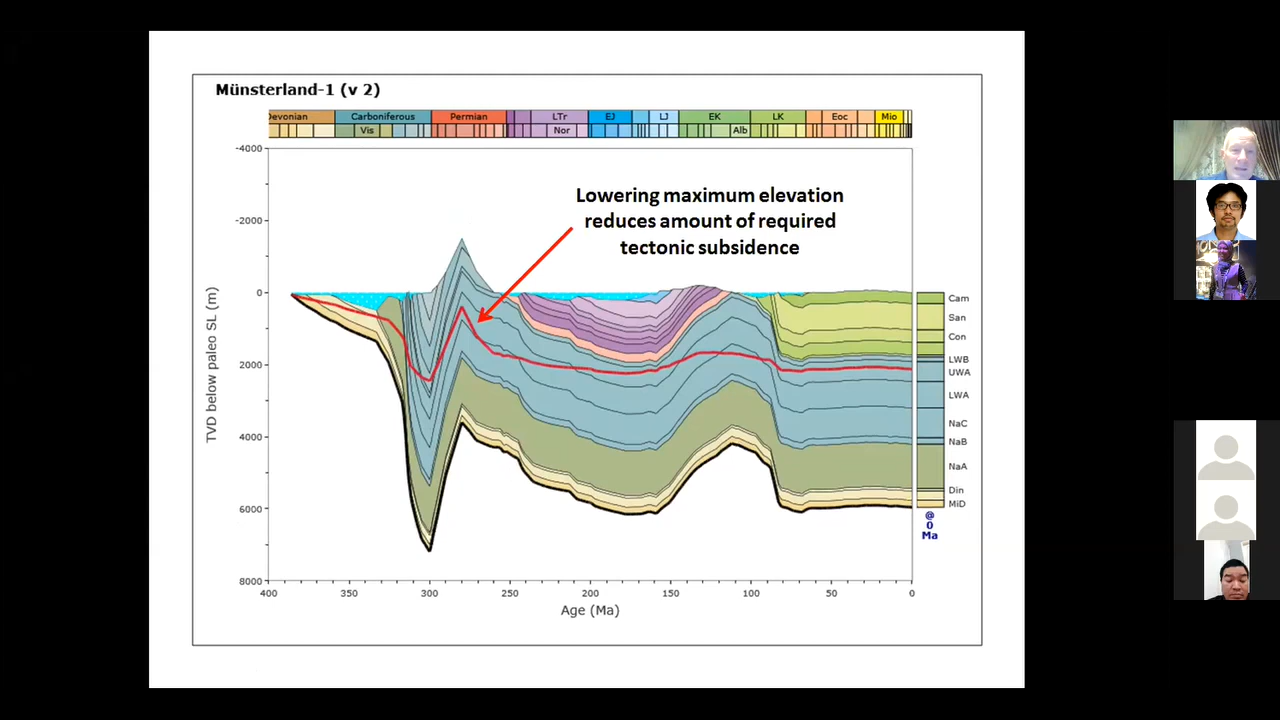 Münsterland-1 (v 2)
Devonian Carboniferous Permian LTr EJ LJ EK LK Eoc Mio
Vis Nor Alb
-4000
-2000
0
2000
4000
6000
8000
TVD below paleo SL (m)
Lowering maximum elevation
reduces amount of required
tectonic subsidence
Cam
San
Con
LWB
UWA
LWA
NaC
NaB
NaA
Din
MiD
@
0
Ma
400 350 300 250 200 150 100 50 0
Age (Ma)